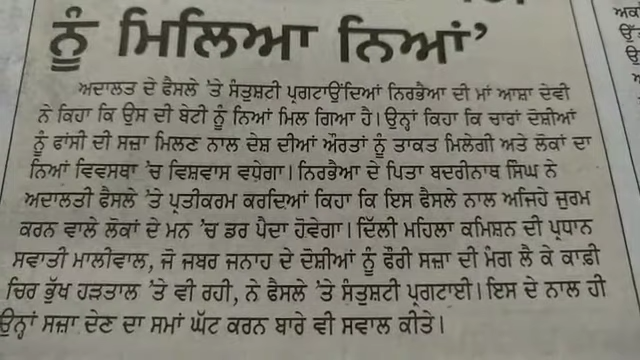 ਨੂੰ ਮਿਲਿਆ ਨਿਆਂ’
ਅਦਾਲਤ ਦੇ ਫੈਸਲੇ ’ਤੇ ਸੰਤੁਸ਼ਟੀ ਪ੍ਰਗਟਾਉਂਦਿਆਂ ਨਿਰਭੈਆ ਦੀ ਮਾਂ ਆਸ਼ਾ ਦੇਵੀ
ਨੇ ਕਿਹਾ ਕਿ ਉਸ ਦੀ ਬੇਟੀ ਨੂੰ ਨਿਆਂ ਮਿਲ ਗਿਆ ਹੈ। ਉਨ੍ਹਾਂ ਕਿਹਾ ਕਿ ਚਾਰਾਂ ਦੋਸ਼ੀਆਂ
ਨੂੰ ਫਾਂਸੀ ਦੀ ਸਜ਼ਾ ਮਿਲਣ ਨਾਲ ਦੇਸ਼ ਦੀਆਂ ਔਰਤਾਂ ਨੂੰ ਤਾਕਤ ਮਿਲੇਗੀ ਅਤੇ ਲੋਕਾਂ ਦਾ
ਨਿਆਂ ਵਿਵਸਥਾ ’ਚ ਵਿਸ਼ਵਾਸ ਵਧੇਗਾ। ਨਿਰਭੈਆ ਦੇ ਪਿਤਾ ਬਦਰੀਨਾਥ ਸਿੰਘ ਨੇ
ਅਦਾਲਤੀ ਫੈਸਲੇ ’ਤੇ ਪ੍ਰਤੀਕਰਮ ਕਰਦਿਆਂ ਕਿਹਾ ਕਿ ਇਸ ਫੈਸਲੇ ਨਾਲ ਅਜਿਹੇ ਜੁਰਮ
ਕਰਨ ਵਾਲੇ ਲੋਕਾਂ ਦੇ ਮਨ ’ਚ ਡਰ ਪੈਦਾ ਹੋਵੇਗਾ। ਦਿੱਲੀ ਮਹਿਲਾ ਕਮਿਸ਼ਨ ਦੀ ਪ੍ਰਧਾਨ
ਸਵਾਤੀ ਮਾਲੀਵਾਲ, ਜੋ ਜਬਰ ਜਨਾਹ ਦੇ ਦੋਸ਼ੀਆਂ ਨੂੰ ਫੌਰੀ ਸਜ਼ਾ ਦੀ ਮੰਗ ਲੈ ਕੇ ਕਾਫ਼ੀ
ਚਿਰ ਭੁੱਖ ਹੜਤਾਲ ’ਤੇ ਵੀ ਰਹੀ, ਨੇ ਫੈਸਲੇ ’ਤੇ ਸੰਤੁਸ਼ਟੀ ਪ੍ਰਗਟਾਈ। ਇਸ ਦੇ ਨਾਲ ਹੀ
ਉਨ੍ਹਾਂ ਸਜ਼ਾ ਦੇਣ ਦਾ ਸਮਾਂ ਘੱਟ ਕਰਨ ਬਾਰੇ ਵੀ ਸਵਾਲ ਕੀਤੇ।